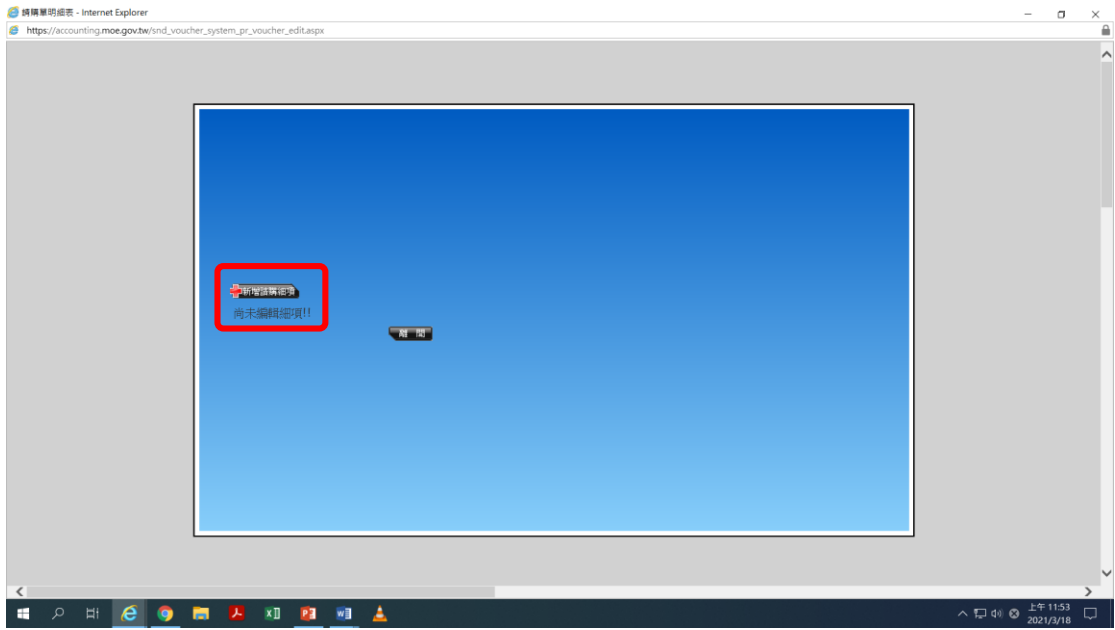 請購單明細表 - Internet Explorer
https://accounting.moe.gov.tw/snd_voucher_system_pr_voucher_edit.aspx
新增請購細項
尚未編輯細項!!
離 開
上午 11:53
2021/3/18